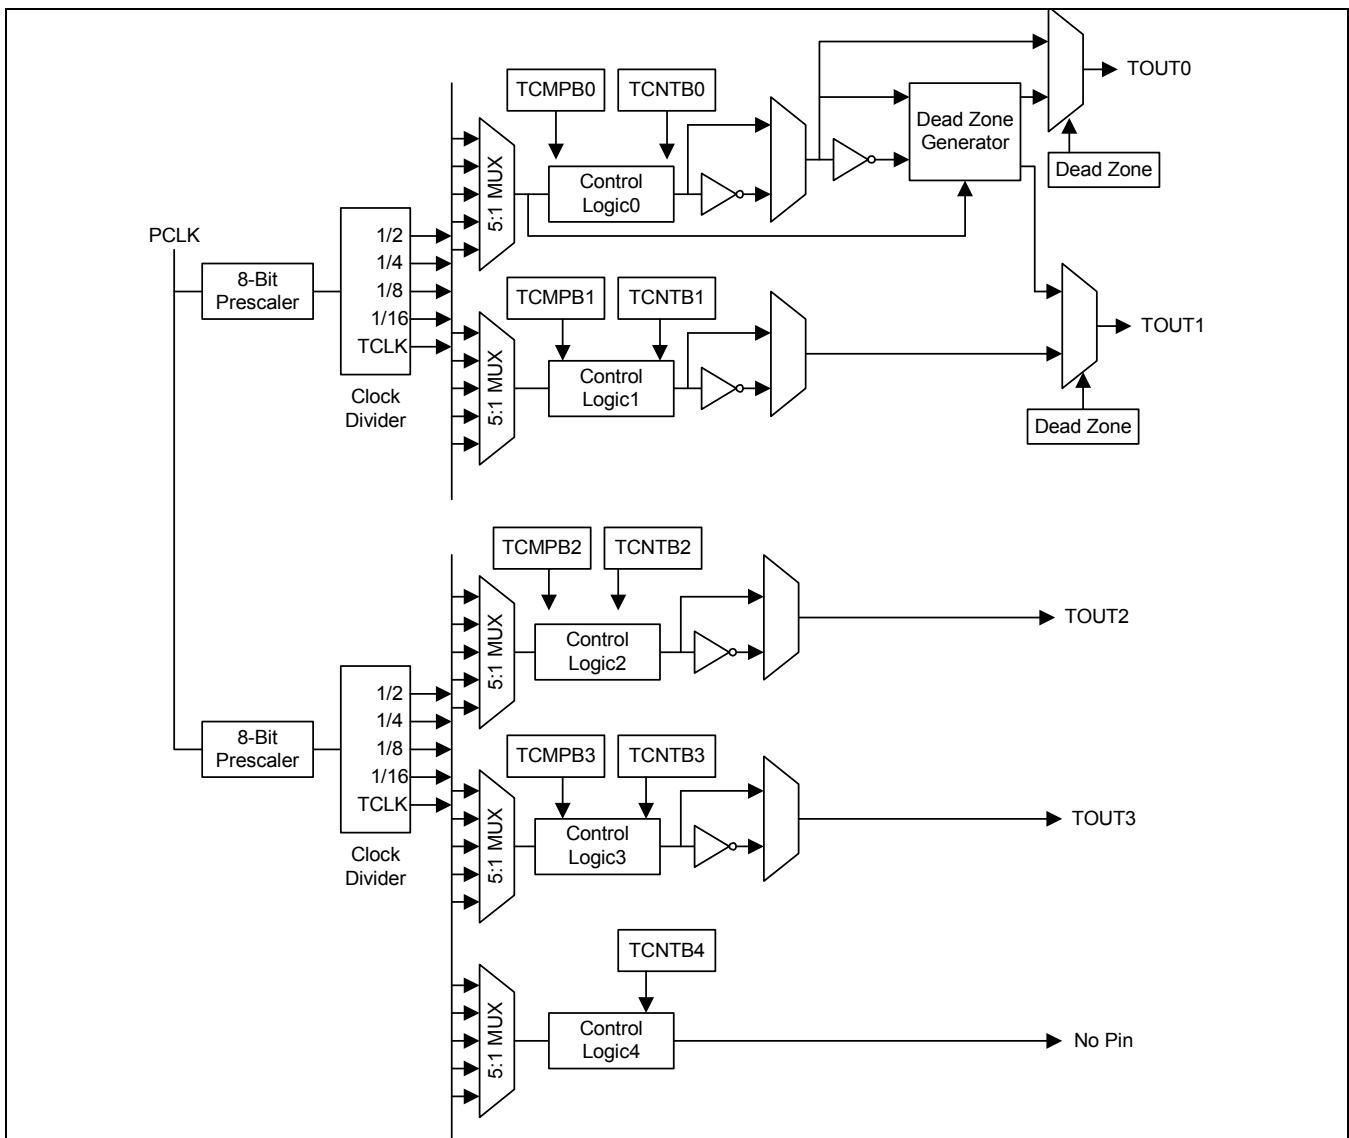 TCMPB0
TCNTB0
TOUT0
Dead Zone
Generator
Dead Zone
5:1 MUX
Control
Logic0
PCLK
8-Bit
Prescaler
1/2
1/4
1/8
1/16
TCLK
Clock
Divider
TCMPB1
TCNTB1
TOUT1
5:1 MUX
Control
Logic1
Dead Zone
TCMPB2
TCNTB2
TOUT2
5:1 MUX
Control
Logic2
8-Bit
Prescaler
1/2
1/4
1/8
1/16
TCLK
Clock
Divider
TCMPB3
TCNTB3
TOUT3
5:1 MUX
Control
Logic3
TCNTB4
5:1 MUX
Control
Logic4
No Pin